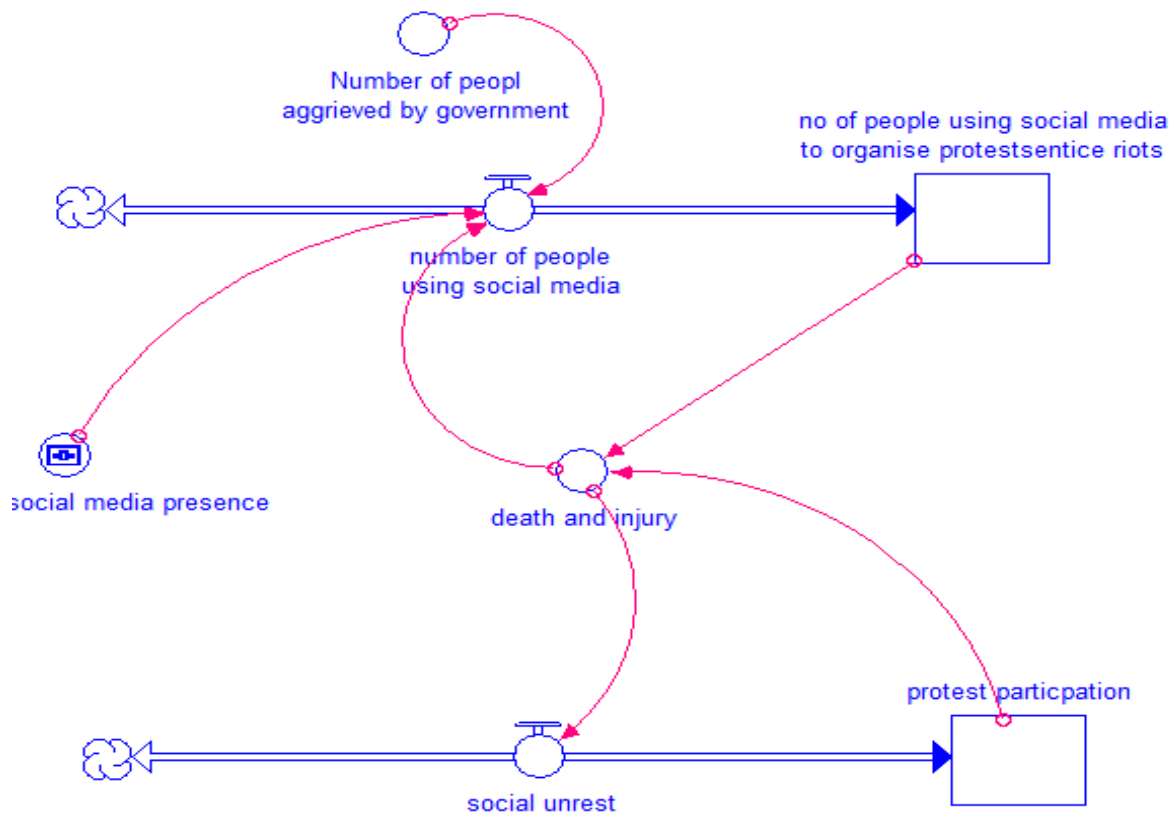 Number of peopl
aggrieved by government
no of people using social media
to organise protestsentice riots
number of people
using social media
social media presence
death and injury
protest particpation
social unrest